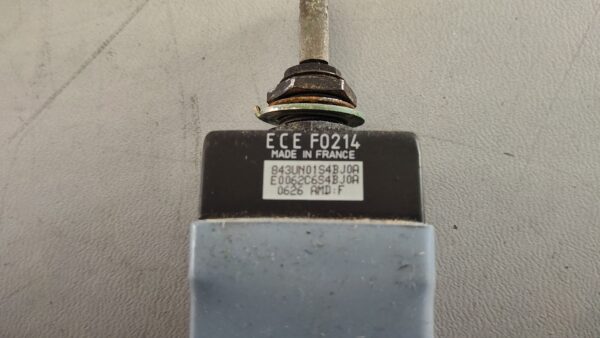 ECE F0214
MADE IN FRANCE
843UN01S4BJ0A
E0062C6S4BJ0A
0626 AMD:F